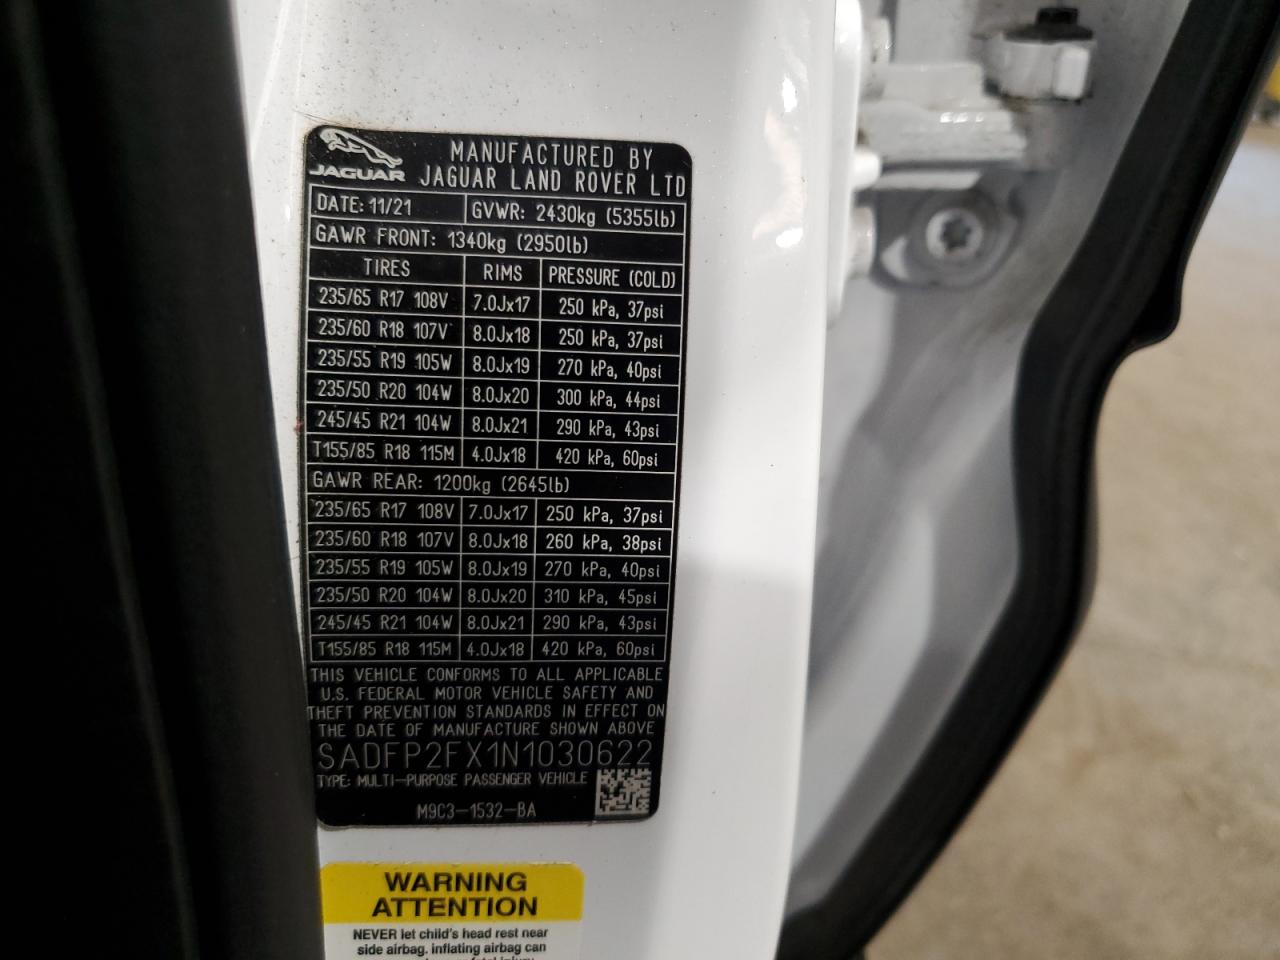 JAGUAR
MANUFACTURED BY
JAGUAR LAND ROVER LTD
DATE: 11/21 GVWR: 2430kg (5355lb)
GAWR FRONT: 1340kg (2950lb)
TIRES RIMS PRESSURE (COLD)
235/65 R17 108V 7.0Jx17 250 kPa, 37psi
235/60 R18 107V 8.0Jx18 250 kPa, 37psi
235/55 R19 105W 8.0Jx19 270 kPa, 40psi
235/50 R20 104W 8.0Jx20 300 kPa, 44psi
245/45 R21 104W 8.0Jx21 290 kPa, 43psi
T155/85 R18 115M 4.0Jx18 420 kPa, 60psi
GAWR REAR: 1200kg (2645lb)
235/65 R17 108V 7.0Jx17 250 kPa, 37psi
235/60 R18 107V 8.0Jx18 260 kPa, 38psi
235/55 R19 105W 8.0Jx19 270 kPa, 40psi
235/50 R20 104W 8.0Jx20 310 kPa, 45psi
245/45 R21 104W 8.0Jx21 290 kPa, 43psi
T155/85 R18 115M 4.0Jx18 420 kPa, 60psi
THIS VEHICLE CONFORMS TO ALL APPLICABLE
U.S. FEDERAL MOTOR VEHICLE SAFETY AND
THEFT PREVENTION STANDARDS IN EFFECT ON
THE DATE OF MANUFACTURE SHOWN ABOVE
SADFP2FX1N1030622
TYPE: MULTI-PURPOSE PASSENGER VEHICLE
M9C3-1532-BA
WARNING
ATTENTION
NEVER let child's head rest near
side airbag. inflating airbag can